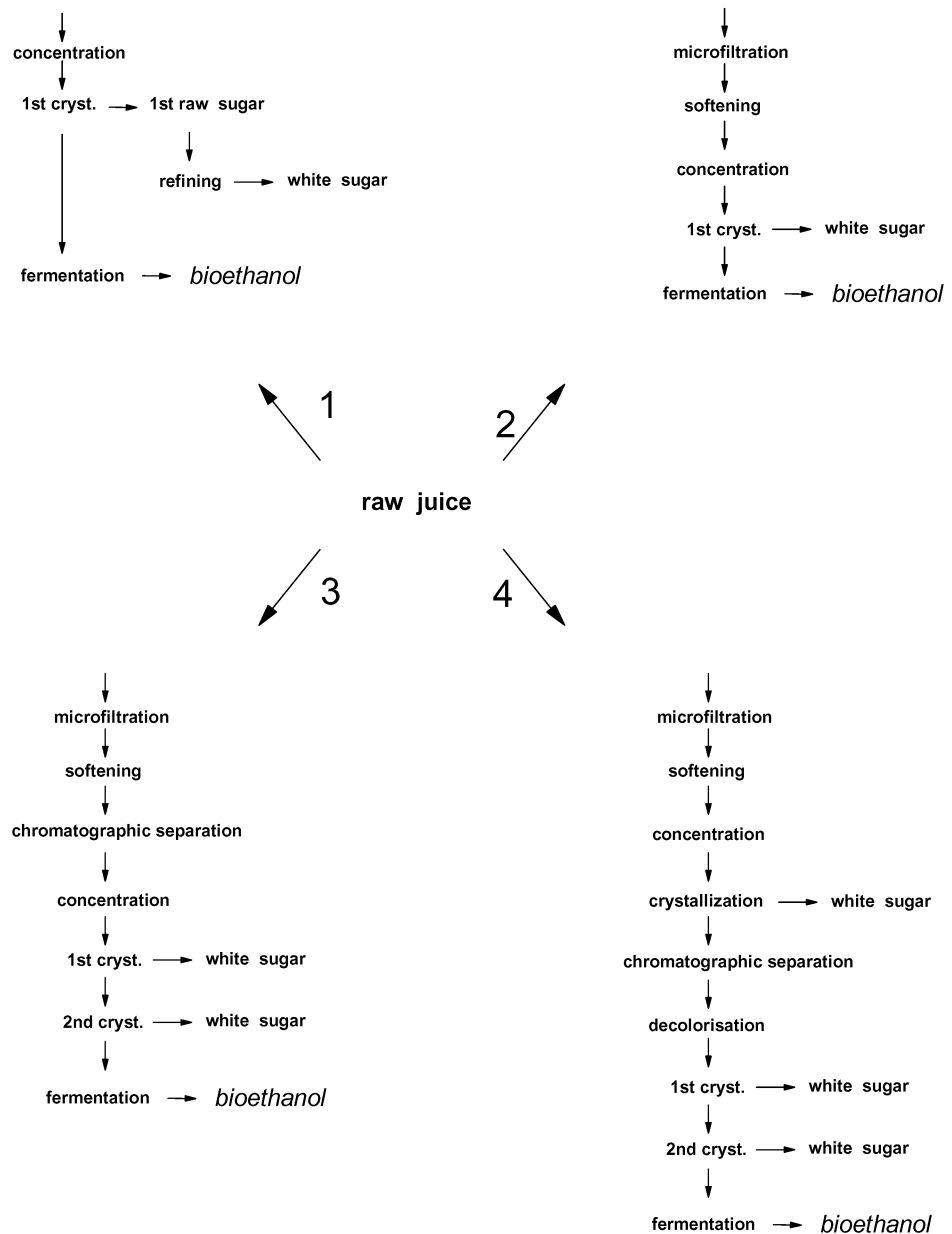 concentration
1st cryst.
1st raw sugar
refining
white sugar
fermentation
bioethanol
microfiltration
softening
concentration
1st cryst.
white sugar
fermentation
bioethanol
1
2
raw juice
3
4
microfiltration
softening
chromatographic separation
concentration
1st cryst.
white sugar
2nd cryst.
white sugar
fermentation
bioethanol
microfiltration
softening
concentration
crystallization
white sugar
chromatographic separation
decolorisation
1st cryst.
white sugar
2nd cryst.
white sugar
fermentation
bioethanol